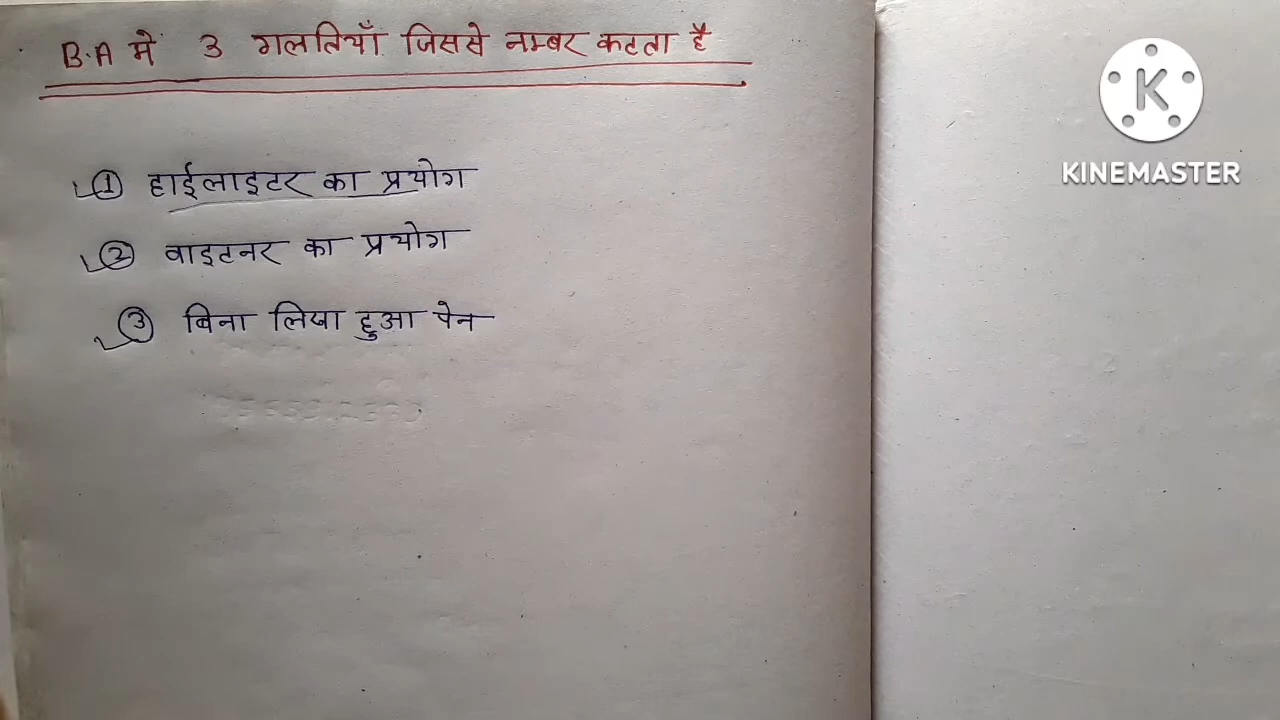 B.A मे 3 गलतियाँ जिससे नम्बर कटता है
① हाईलाइटर का प्रयोग
② वाइटनर का प्रयोग
③ बिना लिखा हुआ पेन
K
KINEMASTER